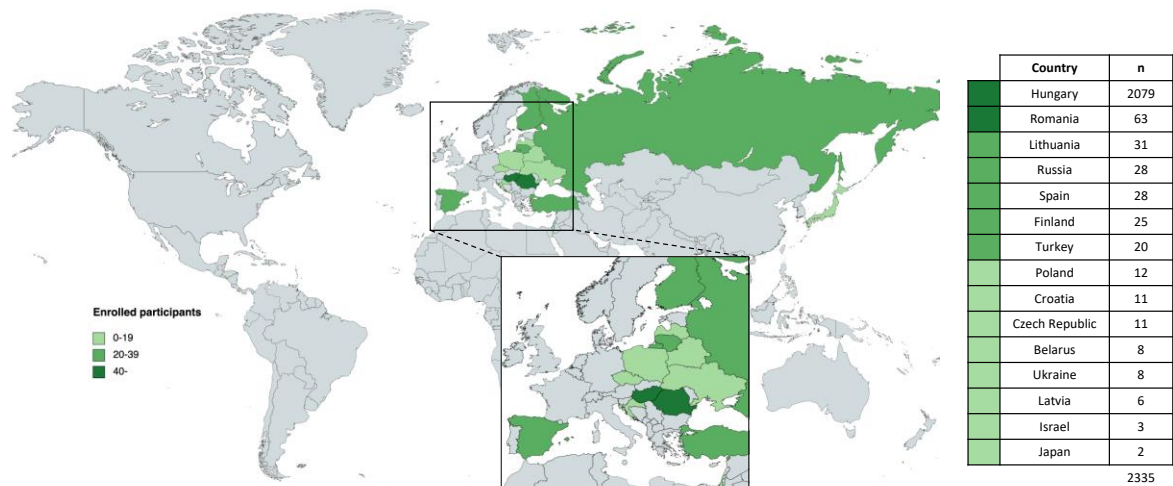 Enrolled participants
0-19
20-39
40-
Country n
Hungary 2079
Romania 63
Lithuania 31
Russia 28
Spain 28
Finland 25
Turkey 20
Poland 12
Croatia 11
Czech Republic 11
Belarus 8
Ukraine 8
Latvia 6
Israel 3
Japan 2
2335